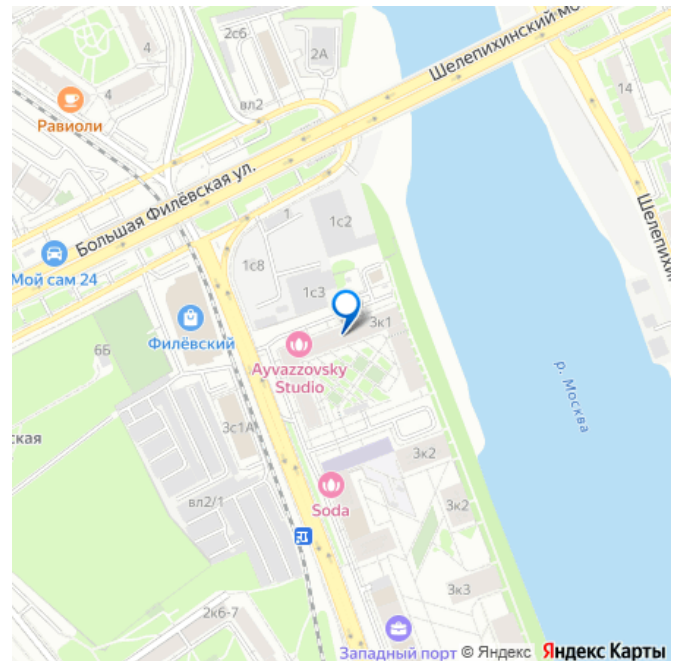 2с6
4
2А
Шелепихинский мо
4
вл2
14
Равиоли
Большая Филёвская ул.
Шелепихин
1
1с2
1с8
Мой сам 24
1с3
3к1
6Б
Филёвский
Ayvazzovsky
Studio
р. Москва
3с1А
ская
3к2
вл2/1
Soda
3к2
3к3
2к6-7
Западный порт
© Яндекс Яндекс Карты